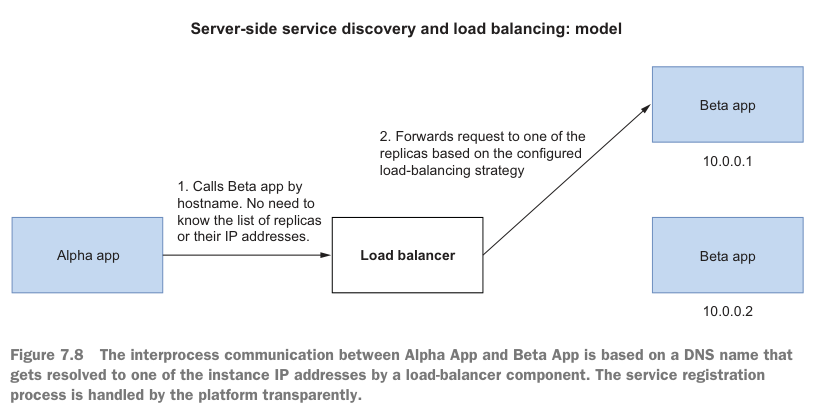 Server-side service discovery and load balancing: model
Beta app
10.0.0.1
2. Forwards request to one of the
replicas based on the configured
load-balancing strategy
1. Calls Beta app by
hostname. No need to
know the list of replicas
or their IP addresses.
Alpha app
Load balancer
Beta app
10.0.0.2
Figure 7.8 The interprocess communication between Alpha App and Beta App is based on a DNS name that
gets resolved to one of the instance IP addresses by a load-balancer component. The service registration
process is handled by the platform transparently.